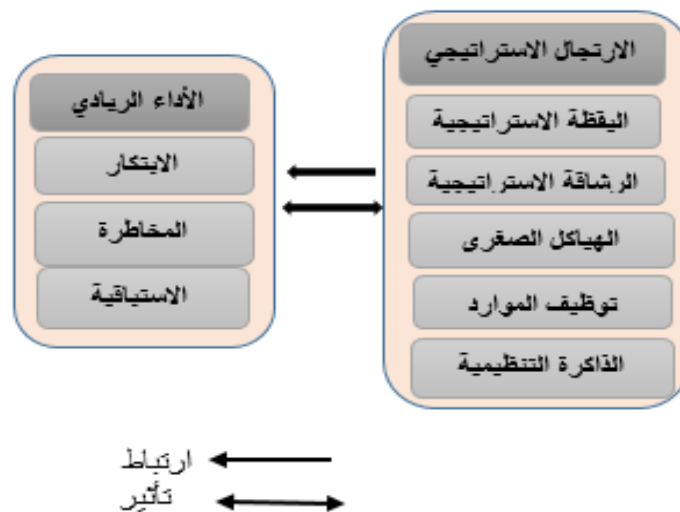 الارتجال الاستراتيجي
اليقظة الاستراتيجية
الرشاقة الاستراتيجية
الهياكل الصغرى
توظيف الموارد
الذاكرة التنظيمية
الأداء الريادي
الابتكار
المخاطرة
الاستباقية
ارتباط
تأثير